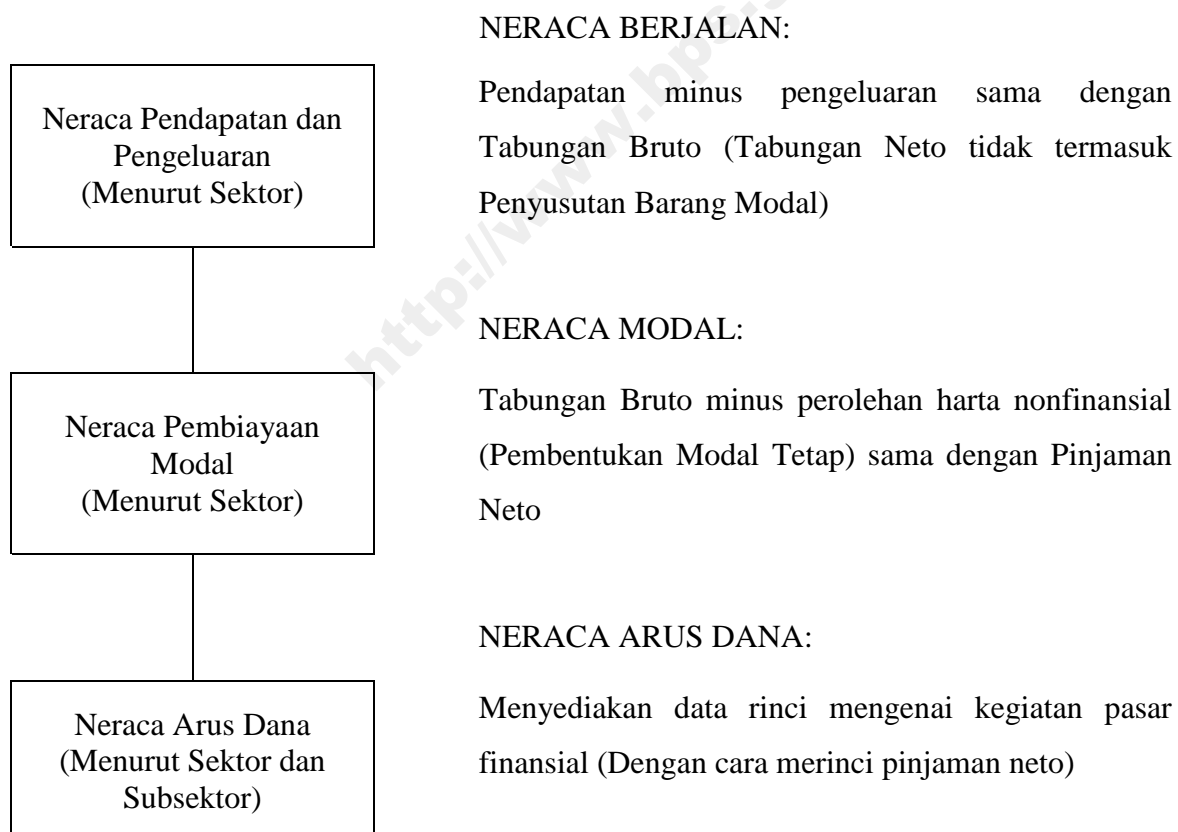 NERACA BERJALAN:
Neraca Pendapatan dan
Pengeluaran
(Menurut Sektor)
Pendapatan minus pengeluaran sama dengan
Tabungan Bruto (Tabungan Neto tidak termasuk
Penyusutan Barang Modal)
NERACA MODAL:
Neraca Pembiayaan
Modal
(Menurut Sektor)
Tabungan Bruto minus perolehan harta nonfinansial
(Pembentukan Modal Tetap) sama dengan Pinjaman
Neto
NERACA ARUS DANA:
Neraca Arus Dana
(Menurut Sektor dan
Subsektor)
Menyediakan data rinci mengenai kegiatan pasar
finansial (Dengan cara merinci pinjaman neto)
http://www.bps.